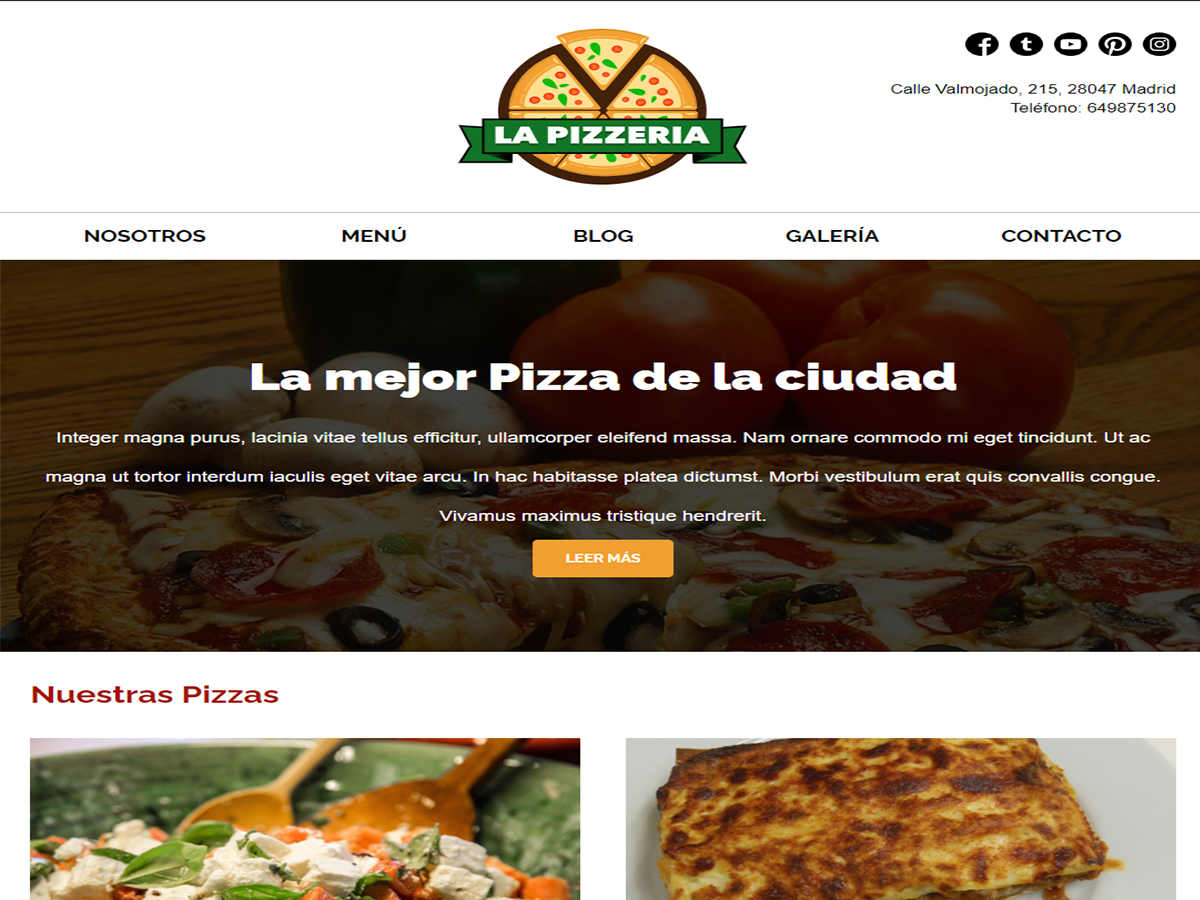 LA PIZZERIA
Calle Valmojado, 215, 28047 Madrid
Teléfono: 649875130
NOSOTROS
MENÚ
BLOG
GALERÍA
CONTACTO
La mejor Pizza de la ciudad
Integer magna purus, lacinia vitae tellus efficitur, ullamcorper eleifend massa. Nam ornare commodo mi eget tincidunt. Ut ac
magna ut tortor interdum iaculis eget vitae arcu. In hac habitasse platea dictumst. Morbi vestibulum erat quis convallis congue.
Vivamus maximus tristique hendrerit.
LEER MÁS
Nuestras Pizzas